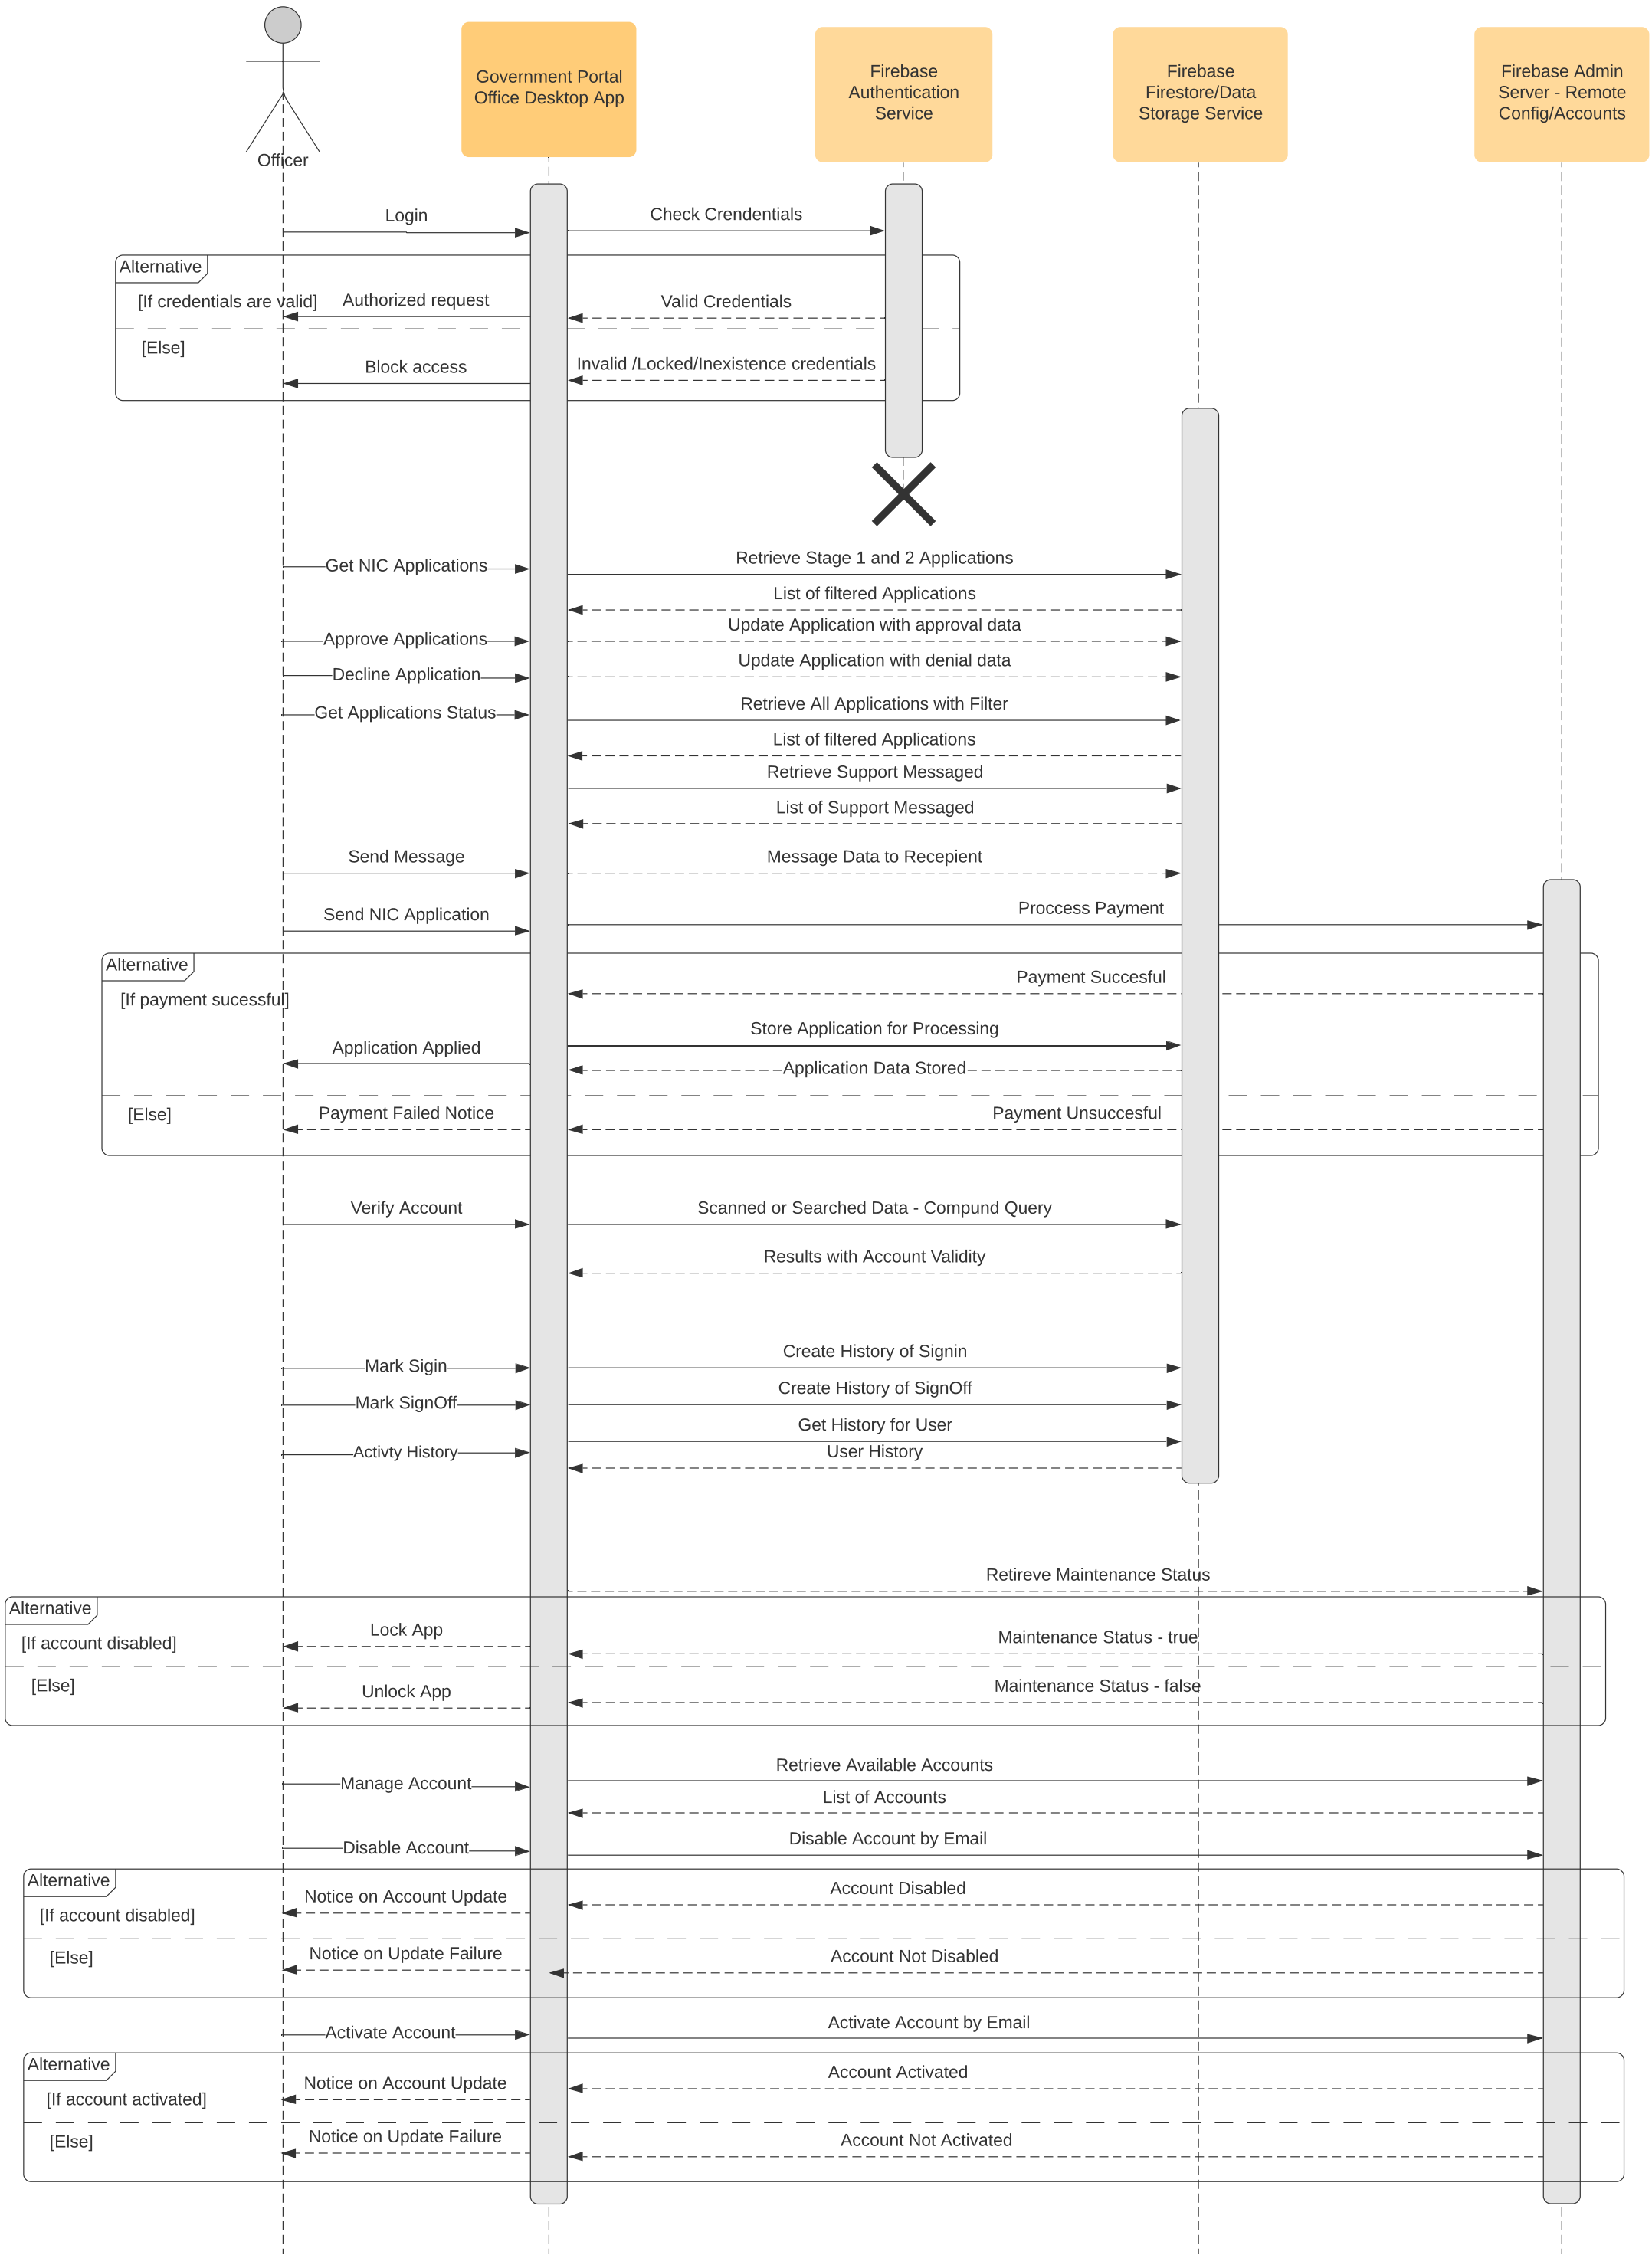 Officer
Government Portal
Office Desktop App
Firebase
Authentication
Service
Firebase
Firestore/Data
Storage Service
Firebase Admin
Server - Remote
Config/Accounts
Login
Check Crendentials
Alternative
[If credentials are valid]
Authorized request
Valid Credentials
[Else]
Block access
Invalid /Locked/Inexistence credentials
Get NIC Applications
Retrieve Stage 1 and 2 Applications
List of filtered Applications
Approve Applications
Update Application with approval data
Decline Application
Update Application with denial data
Get Applications Status
Retrieve All Applications with Filter
List of filtered Applications
Retrieve Support Messaged
List of Support Messaged
Send Message
Message Data to Recepient
Send NIC Application
Proccess Payment
Alternative
[If payment sucessful]
Payment Succesful
Store Application for Processing
Application Applied
Application Data Stored
[Else]
Payment Failed Notice
Payment Unsuccesful
Verify Account
Scanned or Searched Data - Compund Query
Results with Account Validity
Mark Sigin
Create History of Signin
Mark SignOff
Create History of SignOff
Get History for User
Activty History
User History
Retireve Maintenance Status
Alternative
[If account disabled]
Lock App
Maintenance Status - true
[Else]
Unlock App
Maintenance Status - false
Manage Account
Retrieve Available Accounts
List of Accounts
Disable Account
Disable Account by Email
Alternative
[If account disabled]
Notice on Account Update
Account Disabled
[Else]
Notice on Update Failure
Account Not Disabled
Activate Account
Activate Account by Email
Alternative
[If account activated]
Notice on Account Update
Account Activated
[Else]
Notice on Update Failure
Account Not Activated